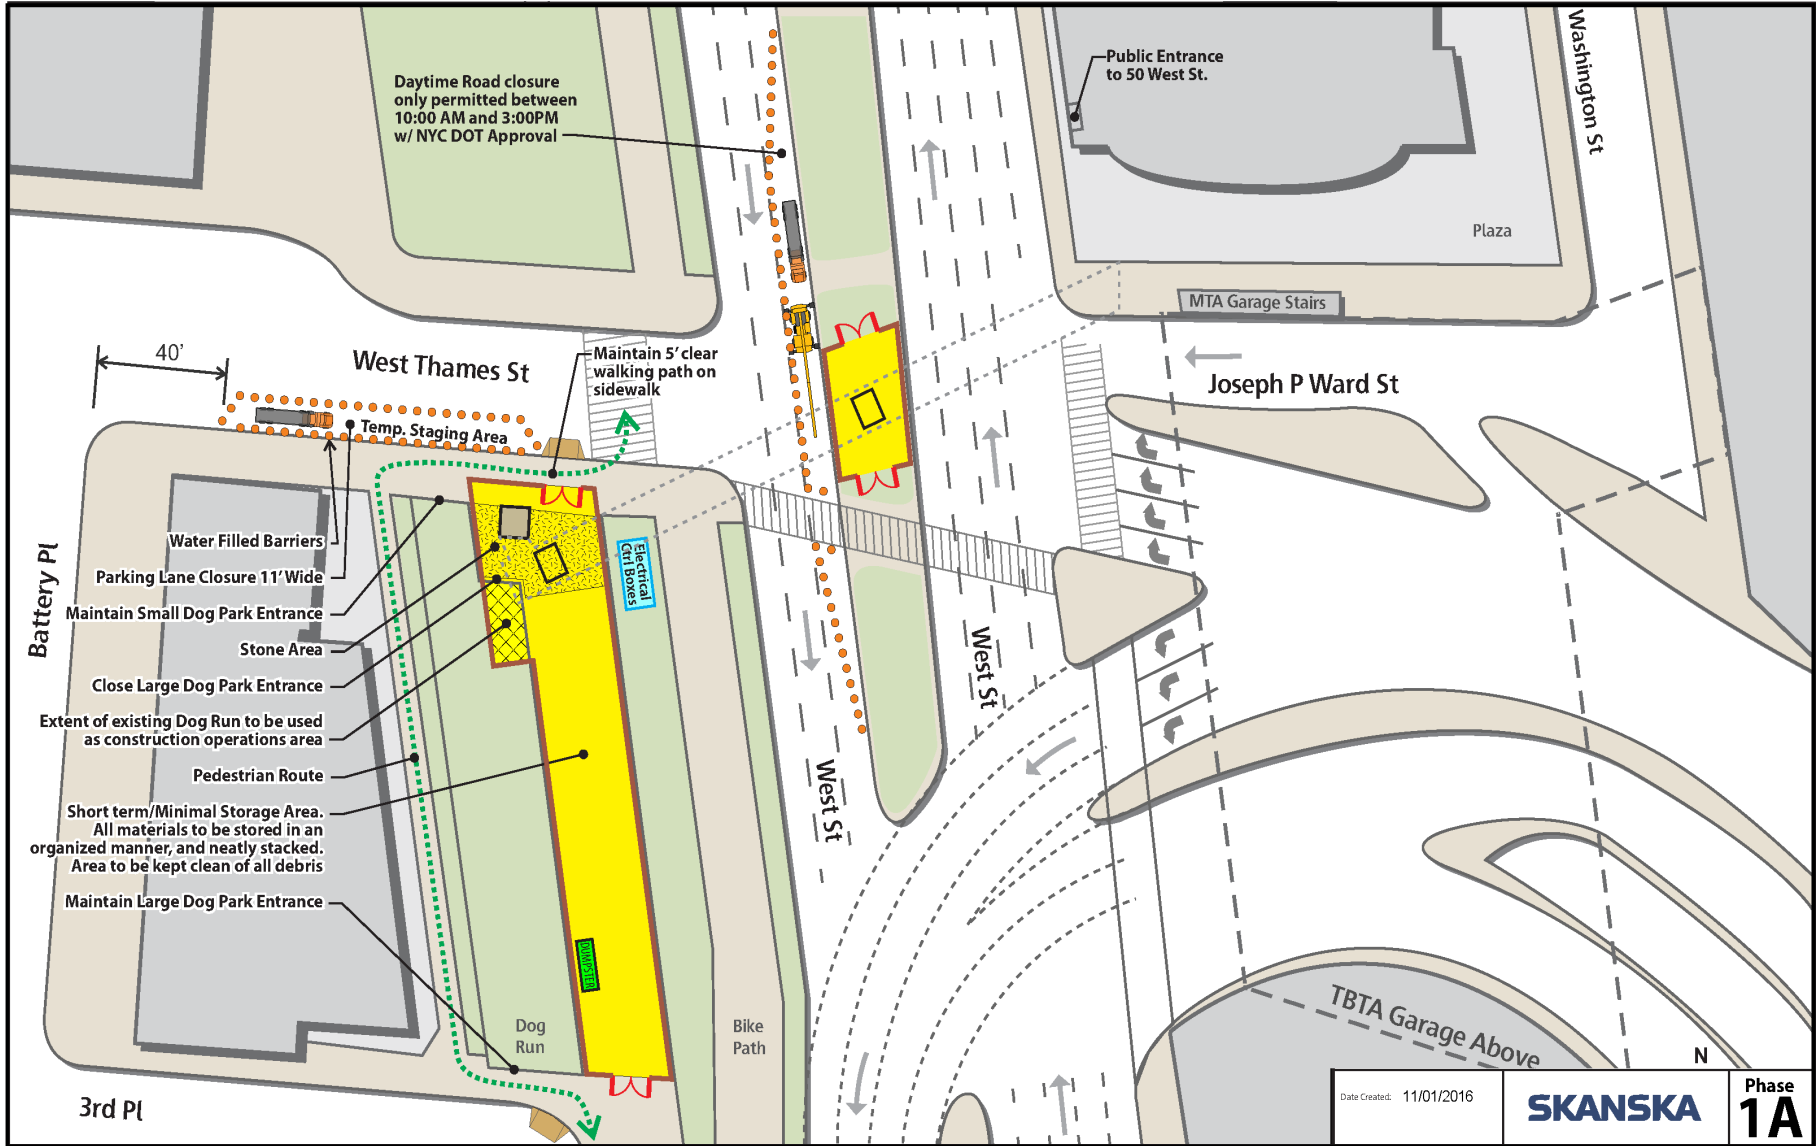 Daytime Road closure
only permitted between
10:00 AM and 3:00PM
w/ NYC DOT Approval
Public Entrance
to 50 West St.
Washington St
Plaza
MTA Garage Stairs
40'
West Thames St
Maintain 5' clear
walking path on
sidewalk
Joseph P Ward St
Temp. Staging Area
Water Filled Barriers
Parking Lane Closure 11' Wide
Maintain Small Dog Park Entrance
Stone Area
Close Large Dog Park Entrance
Extent of existing Dog Run to be used
as construction operations area
Pedestrian Route
Short term/Minimal Storage Area.
All materials to be stored in an
organized manner, and neatly stacked.
Area to be kept clean of all debris
Maintain Large Dog Park Entrance
Battery Pl
Electrical
Ctrl Boxes
West St
West St
DUMPSTER
Dog
Run
Bike
Path
3rd Pl
TBTA Garage Above
N
Date Created: 11/01/2016
SKANSKA
Phase
1A